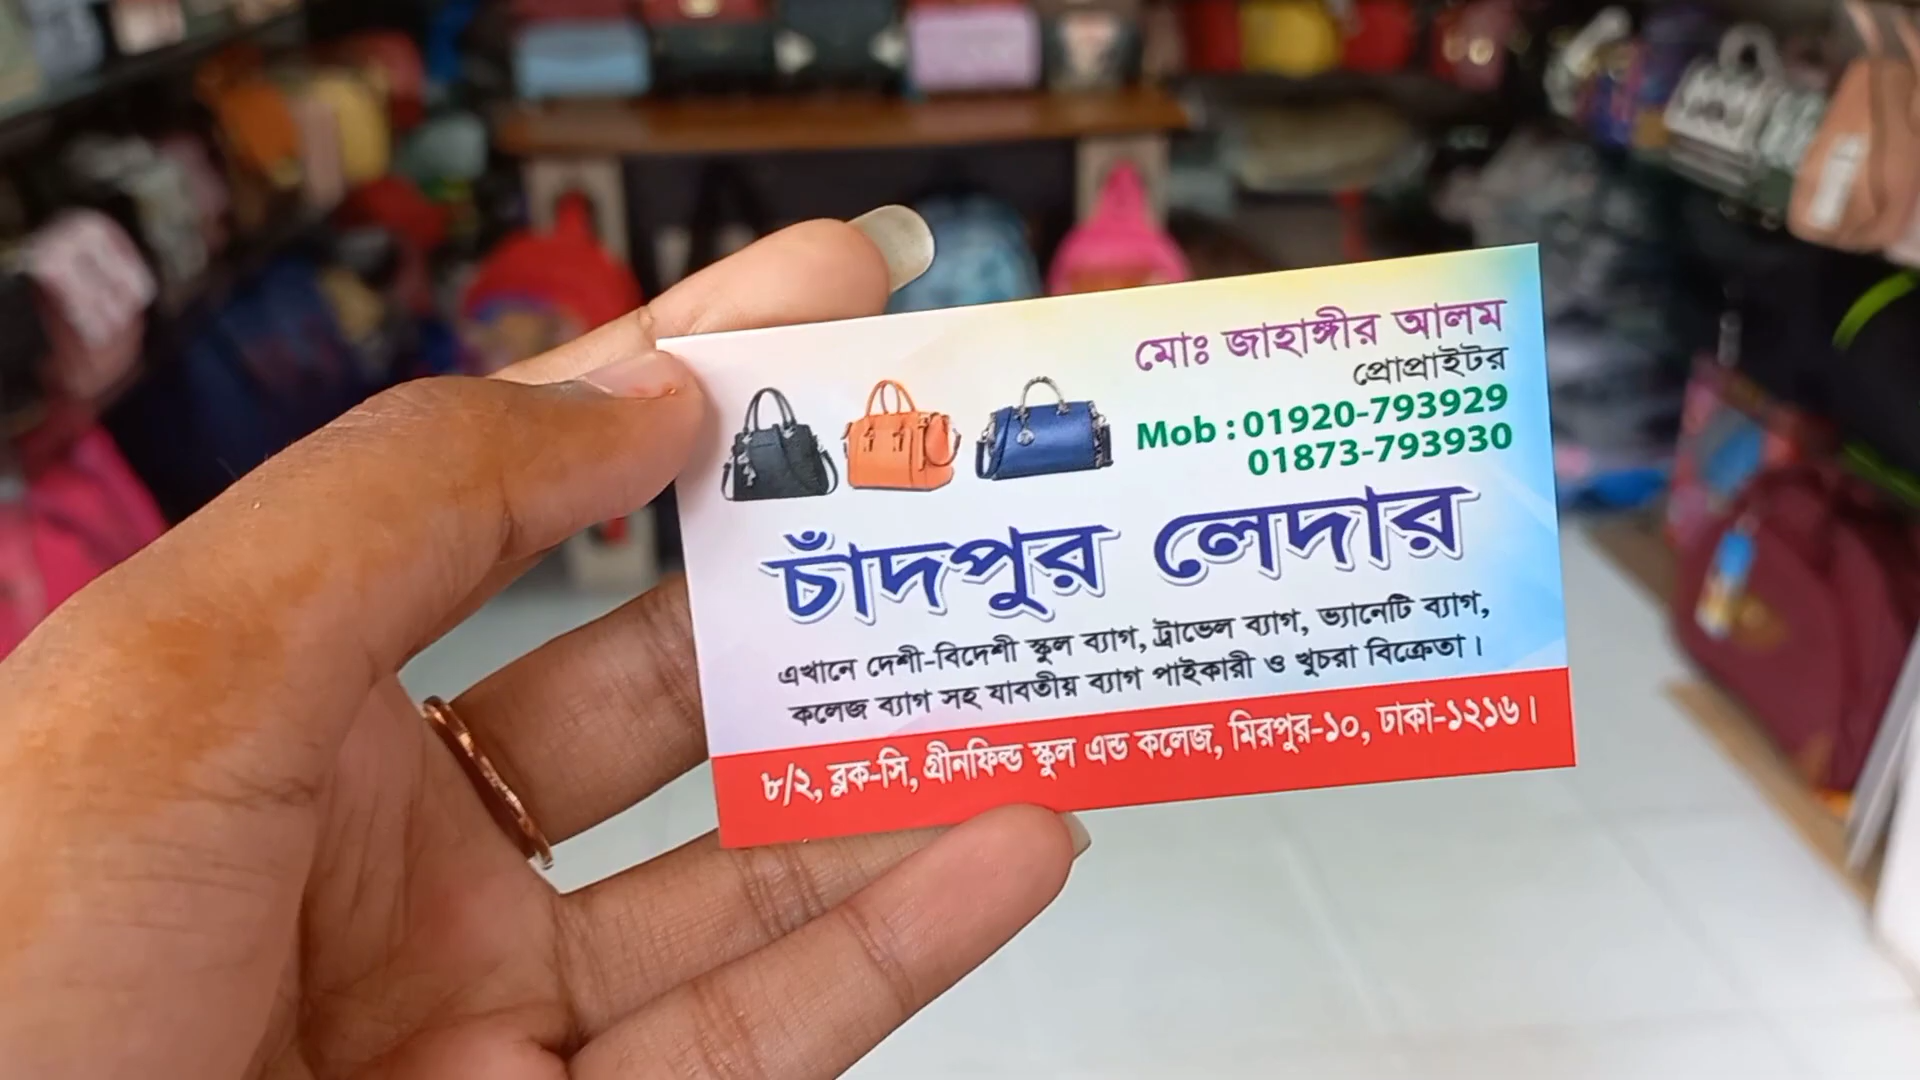 মোঃ জাহাঙ্গীর আলম
প্রোপ্রাইটর
Mob : 01920-793929
01873-793930
চাঁদপুর লেদার
এখানে দেশী-বিদেশী স্কুল ব্যাগ, ট্রাভেল ব্যাগ, ভ্যানেটি ব্যাগ,
কলেজ ব্যাগ সহ যাবতীয় ব্যাগ পাইকারী ও খুচরা বিক্রেতা।
৮/২, ব্লক-সি, গ্রীনফিল্ড স্কুল এন্ড কলেজ, মিরপুর-১০, ঢাকা-১২১৬।